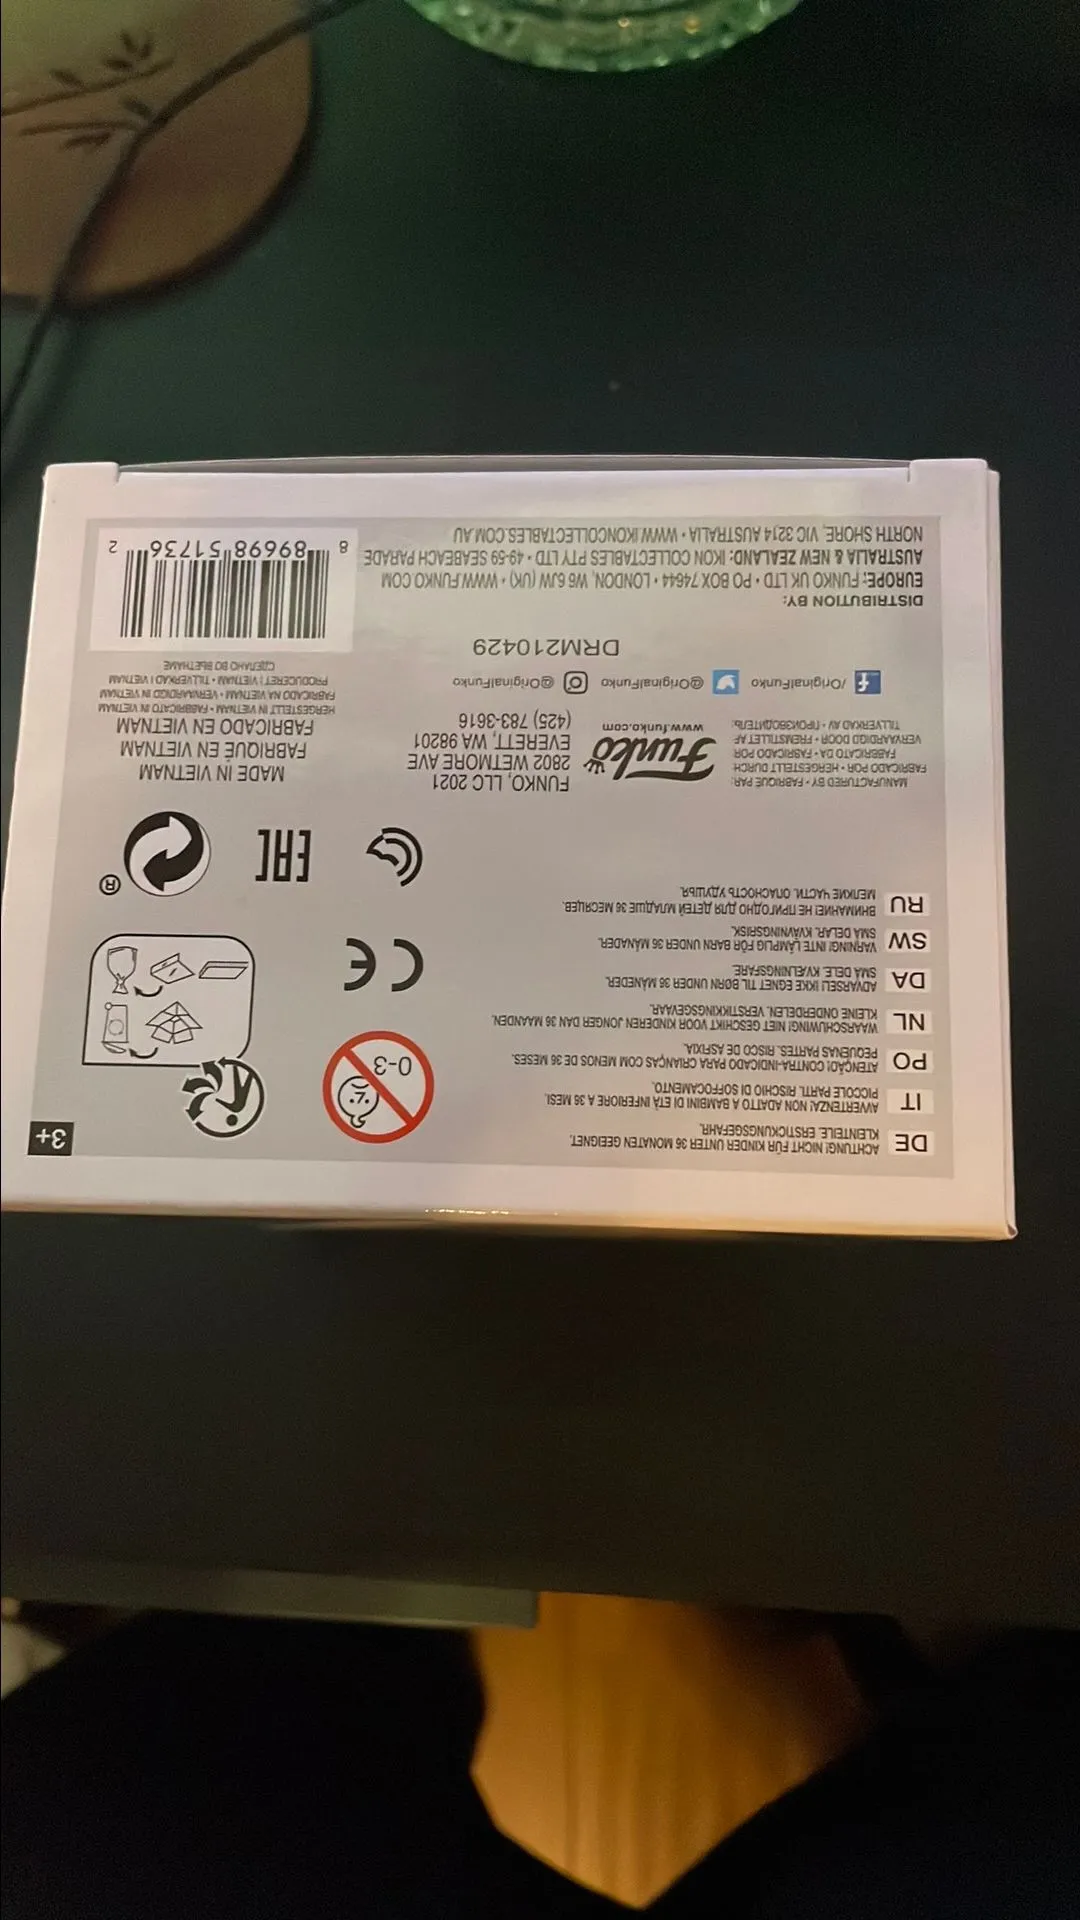 3+
DE
ACHTUNG! NICHT FÜR KINDER UNTER 36 MONATEN GEEIGNET.
KLEINTEILE. ERSTICKUNGSGEFAHR.
IT
AVVERTENZA! NON ADATTO A BAMBINI DI ETÀ INFERIORE A 36 MESI.
PICCOLE PARTI. RISCHIO DI SOFFOCAMENTO.
PO
ATENÇÃO! CONTRA-INDICADO PARA CRIANÇAS COM MENOS DE 36 MESES.
PEQUENAS PARTES. RISCO DE ASFIXIA.
NL
WAARSCHUWING! NIET GESCHIKT VOOR KINDEREN JONGER DAN 36 MAANDEN.
KLEINE ONDERDELEN. VERSTIKKINGSGEVAAR.
DA
ADVARSEL! IKKE EGNET TIL BØRN UNDER 36 MÅNEDER.
SMÅ DELE. KVÆLNINGSFARE.
SW
VARNING! INTE LÄMPLIG FÖR BARN UNDER 36 MÅNADER.
SMÅ DELAR. KVÄVNINGSRISK.
RU
ВНИМАНИЕ! НЕ ПРИГОДНО ДЛЯ ДЕТЕЙ МЛАДШЕ 36 МЕСЯЦЕВ.
МЕЛКИЕ ЧАСТИ. ОПАСНОСТЬ УДУШЬЯ.
0-3
CE
EAC
®
MANUFACTURED BY • FABRIQUÉ PAR:
FABRICADO POR • HERGESTELLT DURCH
FABBRICATO DA • FABRICADO POR
VERVAARDIGD DOOR • FREMSTILLET AF
TILLVERKAD AV • ПРОИЗВОДИТЕЛЬ:
Funko
www.funko.com
FUNKO, LLC 2021
2802 WETMORE AVE
EVERETT, WA 98201
(425) 783-3616
MADE IN VIETNAM
FABRIQUÉ EN VIETNAM
FABRICADO EN VIETNAM
HERGESTELLT IN VIETNAM • FABBRICATO IN VIETNAM
FABRICADO NA VIETNAM • VERVAARDIGD IN VIETNAM
PRODUCERET I VIETNAM • TILLVERKAD I VIETNAM
СДЕЛАНО ВО ВЬЕТНАМЕ
/OriginalFunko
@OriginalFunko
@OriginalFunko
DRM210429
DISTRIBUTION BY:
EUROPE: FUNKO UK LTD • PO BOX 74644 • LONDON, W6 6JW (UK) • WWW.FUNKO.COM
AUSTRALIA & NEW ZEALAND: IKON COLLECTABLES PTY LTD • 49-59 SEABEACH PARADE
NORTH SHORE, VIC 3214 AUSTRALIA • WWW.IKONCOLLECTABLES.COM.AU
8 89698 51736 2